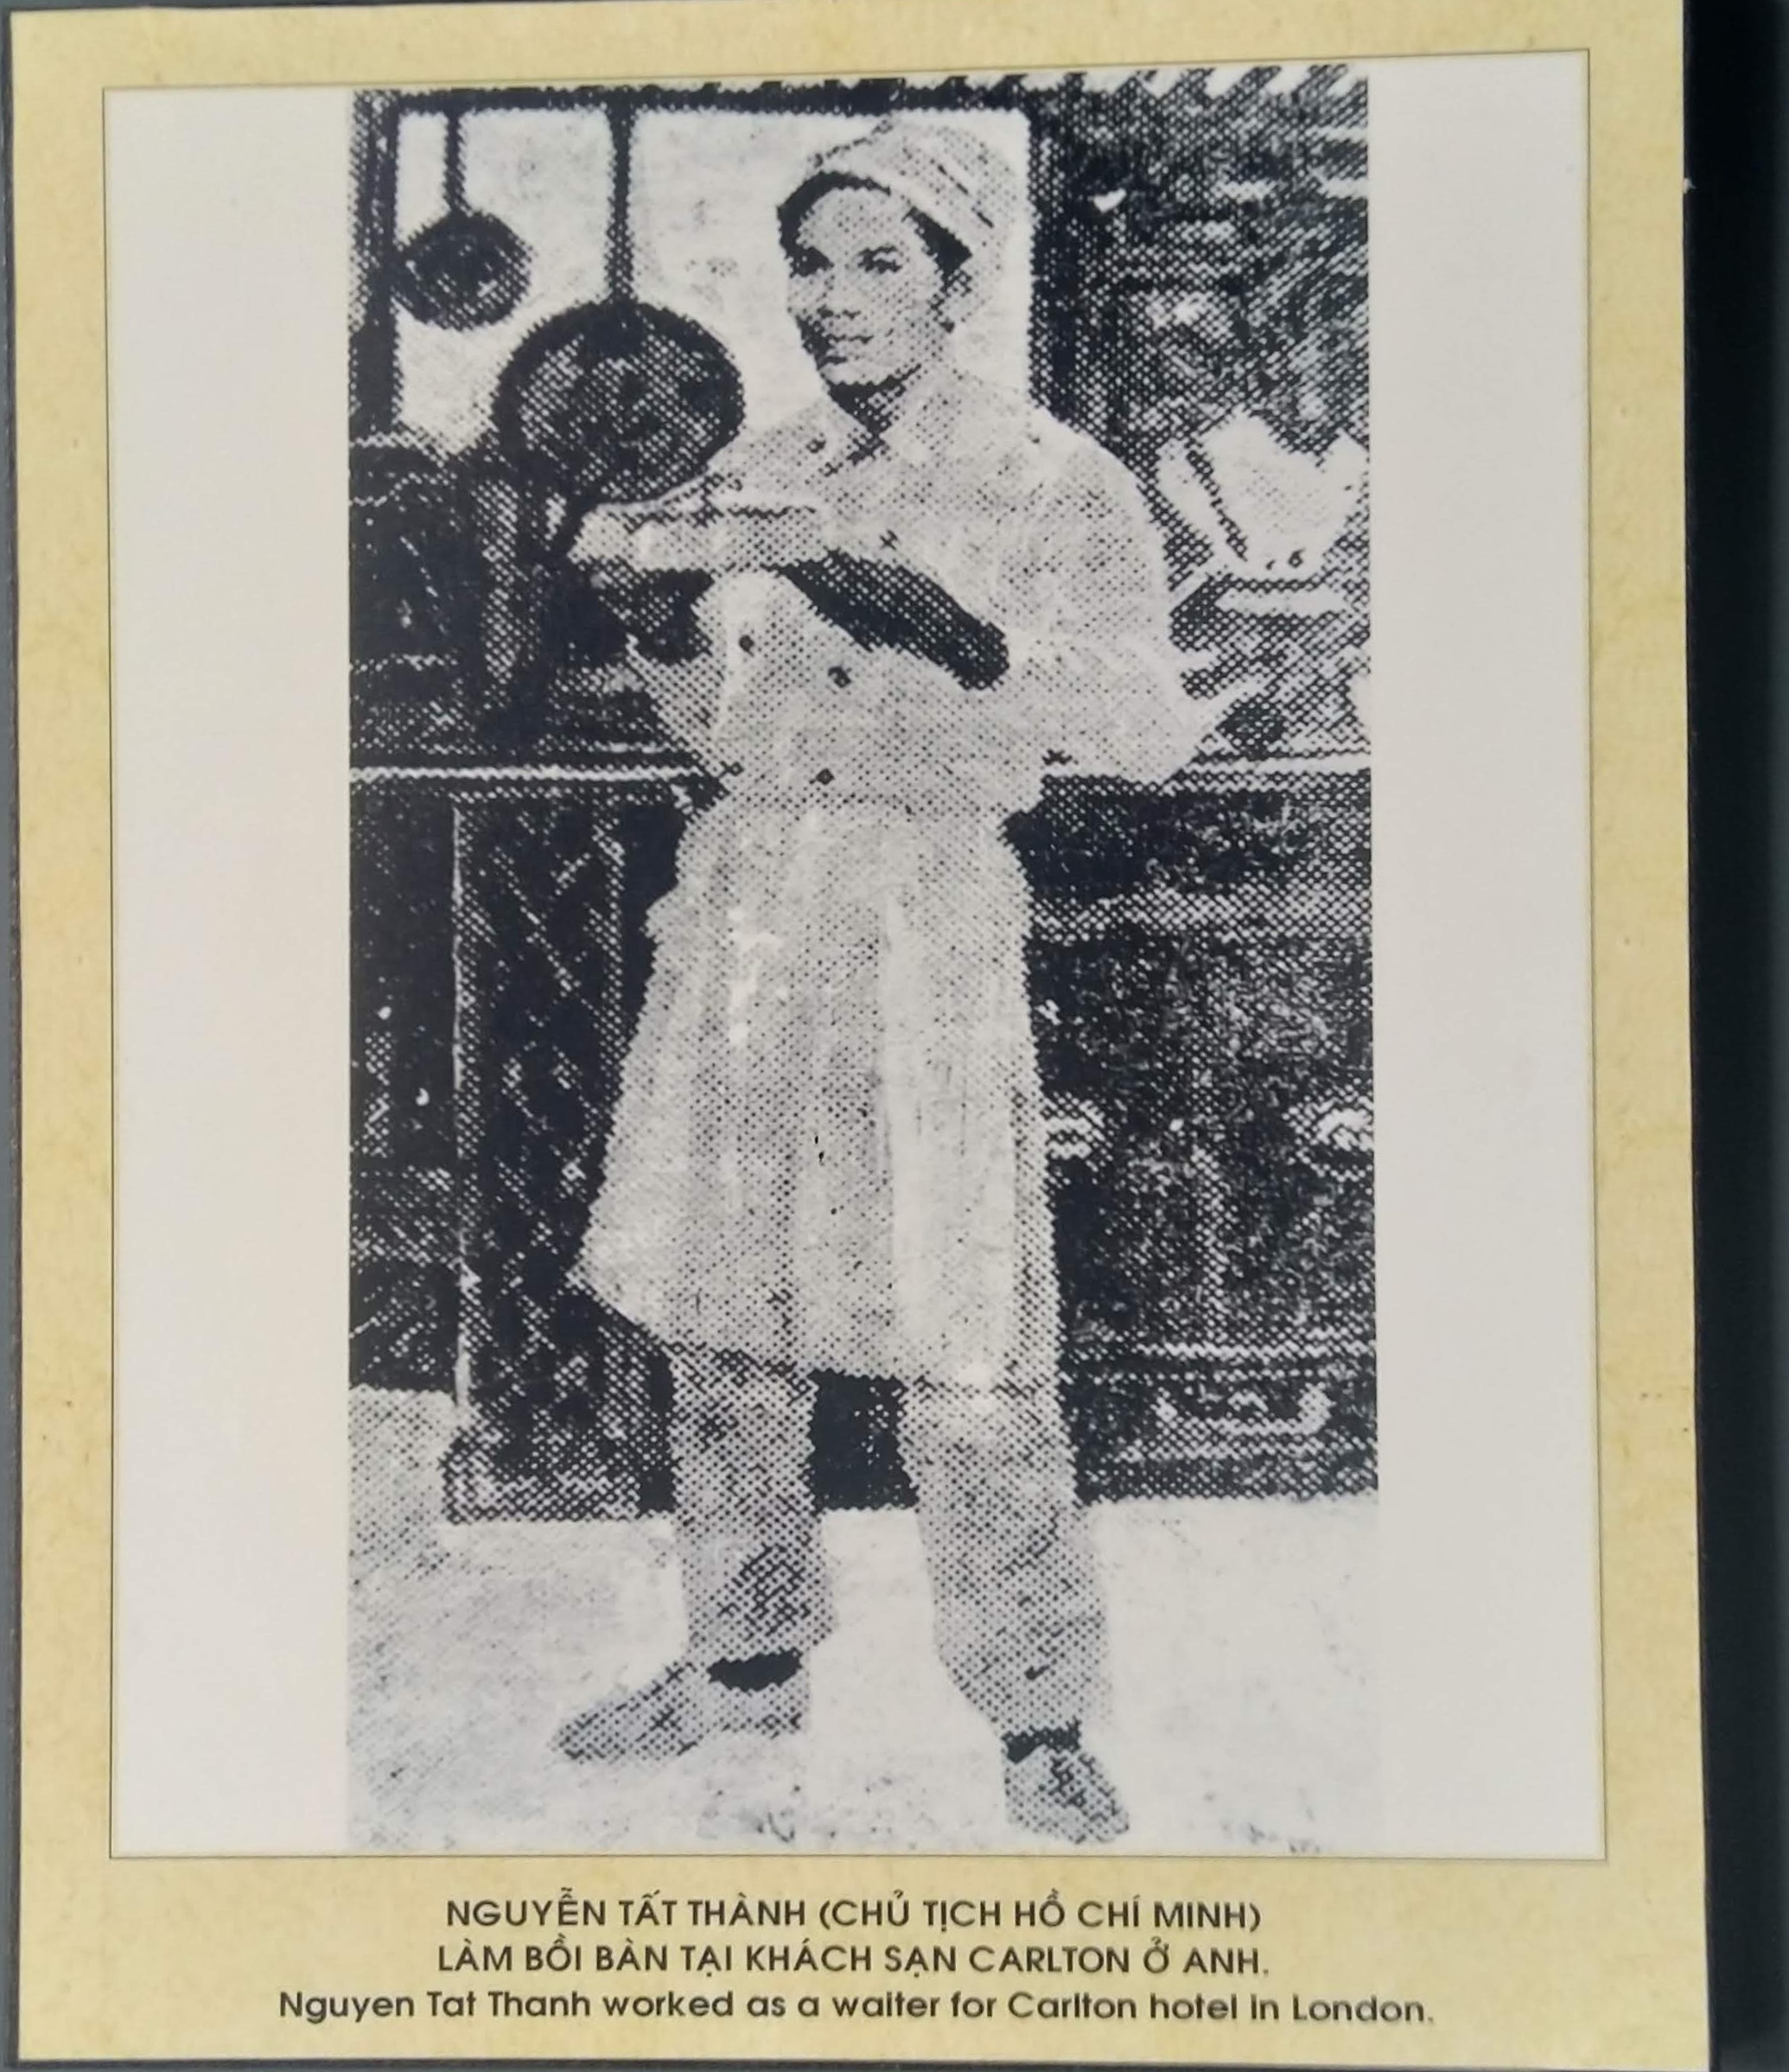 NGUYỄN TẤT THÀNH (CHỦ TỊCH HỒ CHÍ MINH)
LÀM BỒI BÀN TẠI KHÁCH SẠN CARLTON Ở ANH.
Nguyen Tat Thanh worked as a waiter for Carlton hotel in London.